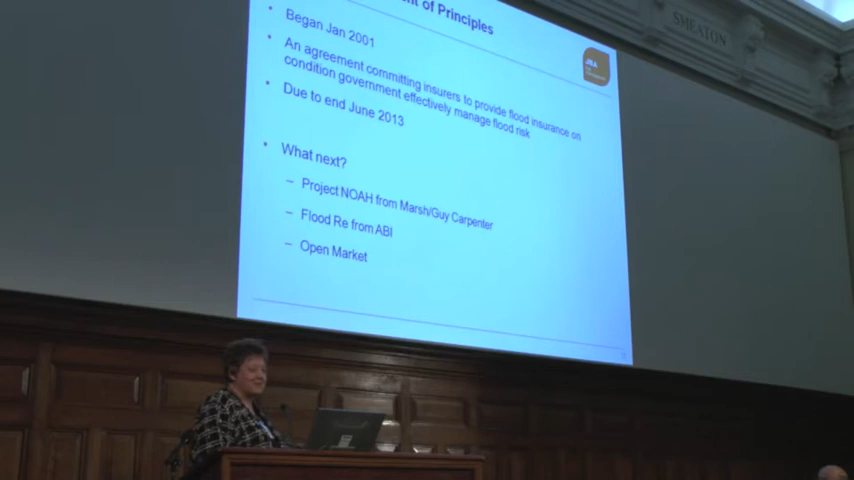 nt of Principles
SMEATON
• Began Jan 2001
JBA
• An agreement committing insurers to provide flood insurance on
condition government effectively manage flood risk
• Due to end June 2013
• What next?
– Project NOAH from Marsh/Guy Carpenter
– Flood Re from ABI
– Open Market